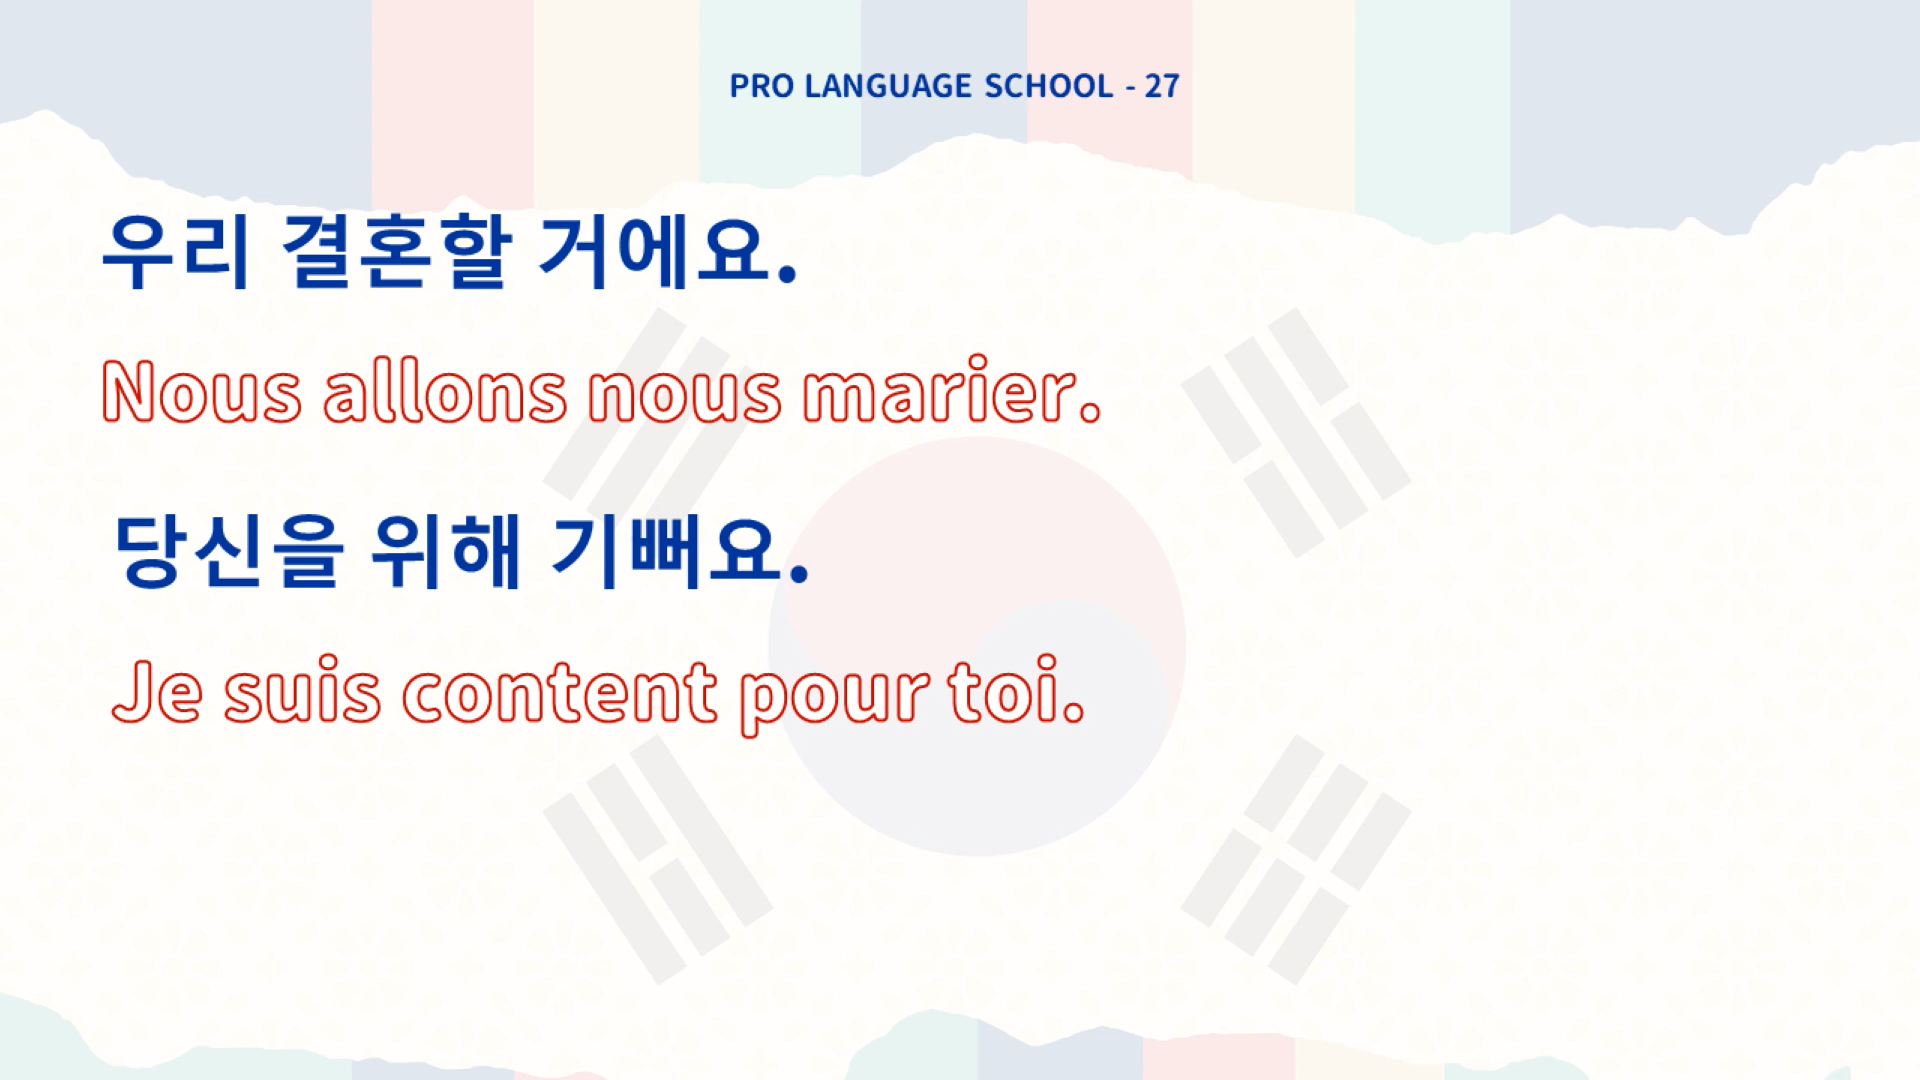 PRO LANGUAGE SCHOOL - 27
우리 결혼할 거에요.
Nous allons nous marier.
당신을 위해 기뻐요.
Je suis content pour toi.